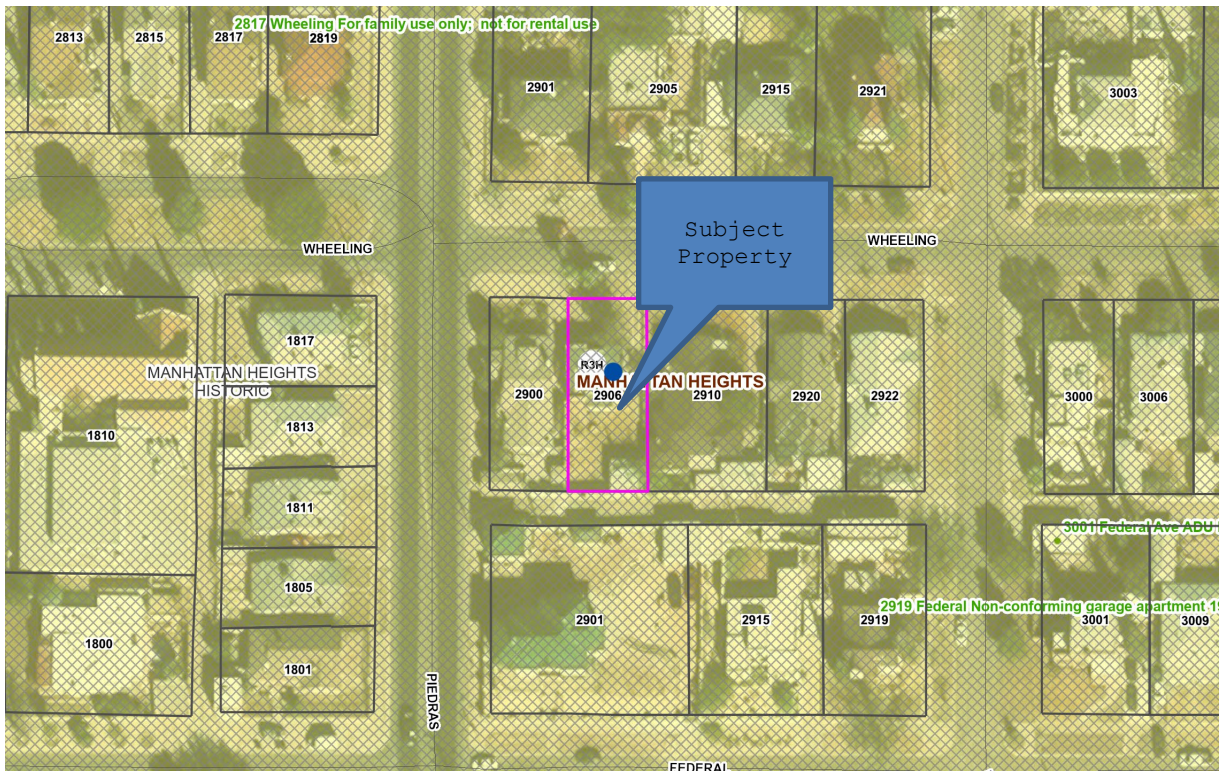 2817 Wheeling For family use only; not for rental use
2813
2815
2817
2819
2901
2905
2915
2921
3003
Subject
Property
WHEELING
WHEELING
1817
MANHATTAN HEIGHTS
HISTORIC
R3H
MANHATTAN HEIGHTS
2900
2906
2910
2920
2922
3000
3006
1810
1813
1811
3001 Federal Ave ADU
1805
2919 Federal Non-conforming garage apartment
2901
2915
2919
3001
3009
1800
1801
PIEDRAS
FEDERAL